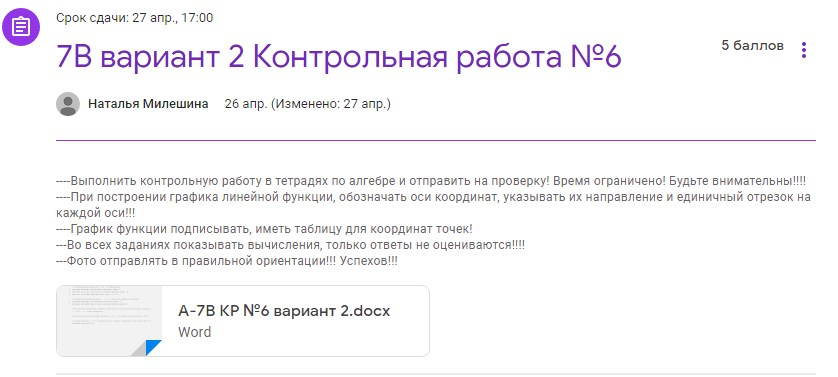 Срок сдачи: 27 апр., 17:00
7В вариант 2 Контрольная работа №6
5 баллов
Наталья Милешина 26 апр. (Изменено: 27 апр.)
----Выполнить контрольную работу в тетрадях по алгебре и отправить на проверку! Время ограничено! Будьте внимательны!!!!
----При построении графика линейной функции, обозначать оси координат, указывать их направление и единичный отрезок на
каждой оси!!!
----График функции подписывать, иметь таблицу для координат точек!
---Во всех заданиях показывать вычисления, только ответы не оцениваются!!!!
---Фото отправлять в правильной ориентации!!! Успехов!!!
А-7В КР №6 вариант 2.docx
Word